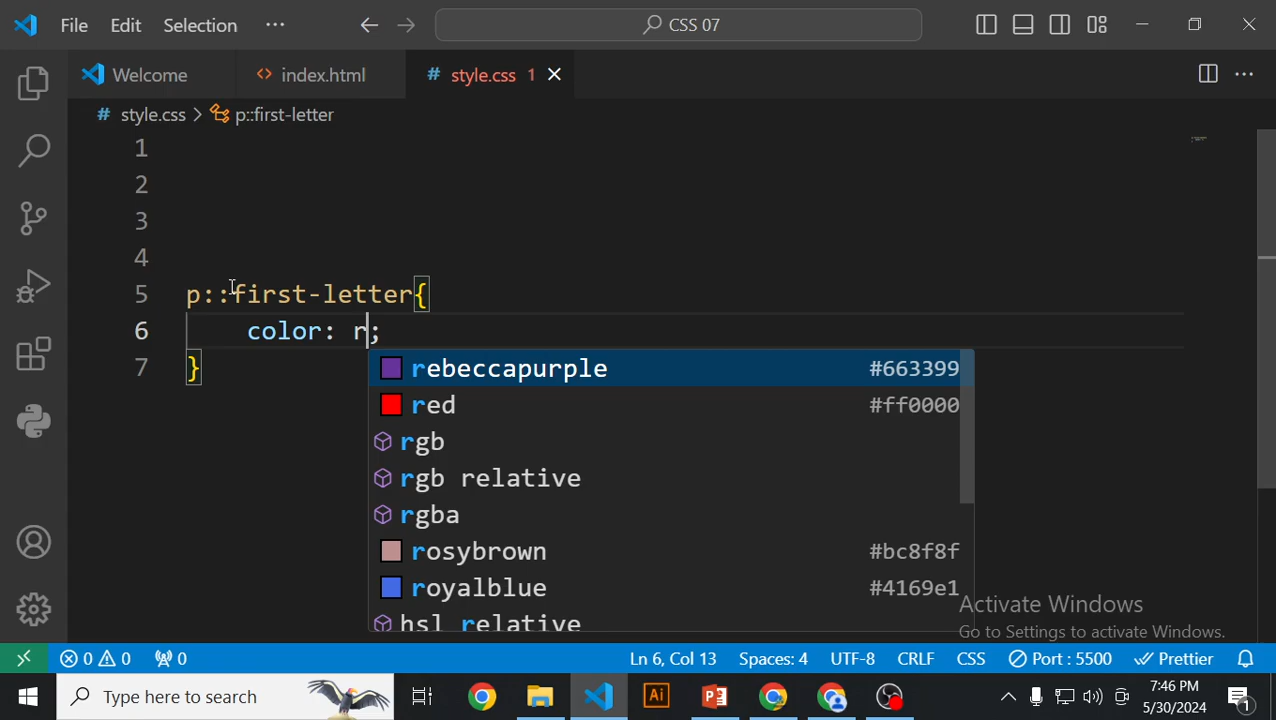 File Edit Selection ··· CSS 07
Welcome index.html style.css 1
style.css > p::first-letter
1
2
3
4
5 p::first-letter{
6 color: r;
7 }
rebeccapurple #663399
red #ff0000
rgb
rgb relative
rgba
rosybrown #bc8f8f
royalblue #4169e1
hsl relative
Activate Windows
Go to Settings to activate Windows.
0 0 0 Ln 6, Col 13 Spaces: 4 UTF-8 CRLF CSS Port : 5500 Prettier
Type here to search
Ai
7:46 PM
5/30/2024
1